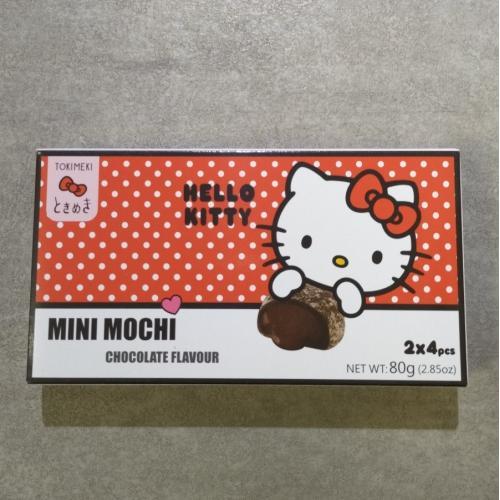 TOKIMEKI
ときめき
HELLO
KITTY
MINI MOCHI
CHOCOLATE FLAVOUR
2x4pcs
NET WT: 80g (2.85oz)